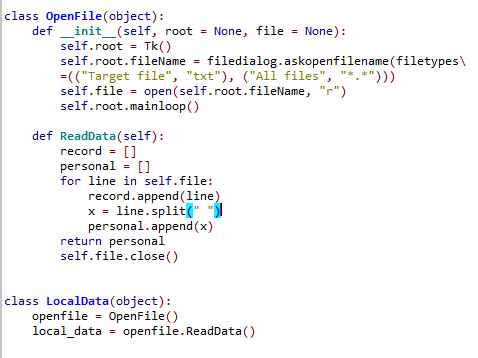 class OpenFile(object):
    def __init__(self, root = None, file = None):
        self.root = Tk()
        self.root.fileName = filedialog.askopenfilename(filetypes\
        =(("Target file", "txt"), ("All files", "*.*")))
        self.file = open(self.root.fileName, "r")
        self.root.mainloop()

    def ReadData(self):
        record = []
        personal = []
        for line in self.file:
            record.append(line)
            x = line.split(" ")
            personal.append(x)
        return personal
        self.file.close()

class LocalData(object):
    openfile = OpenFile()
    local_data = openfile.ReadData()